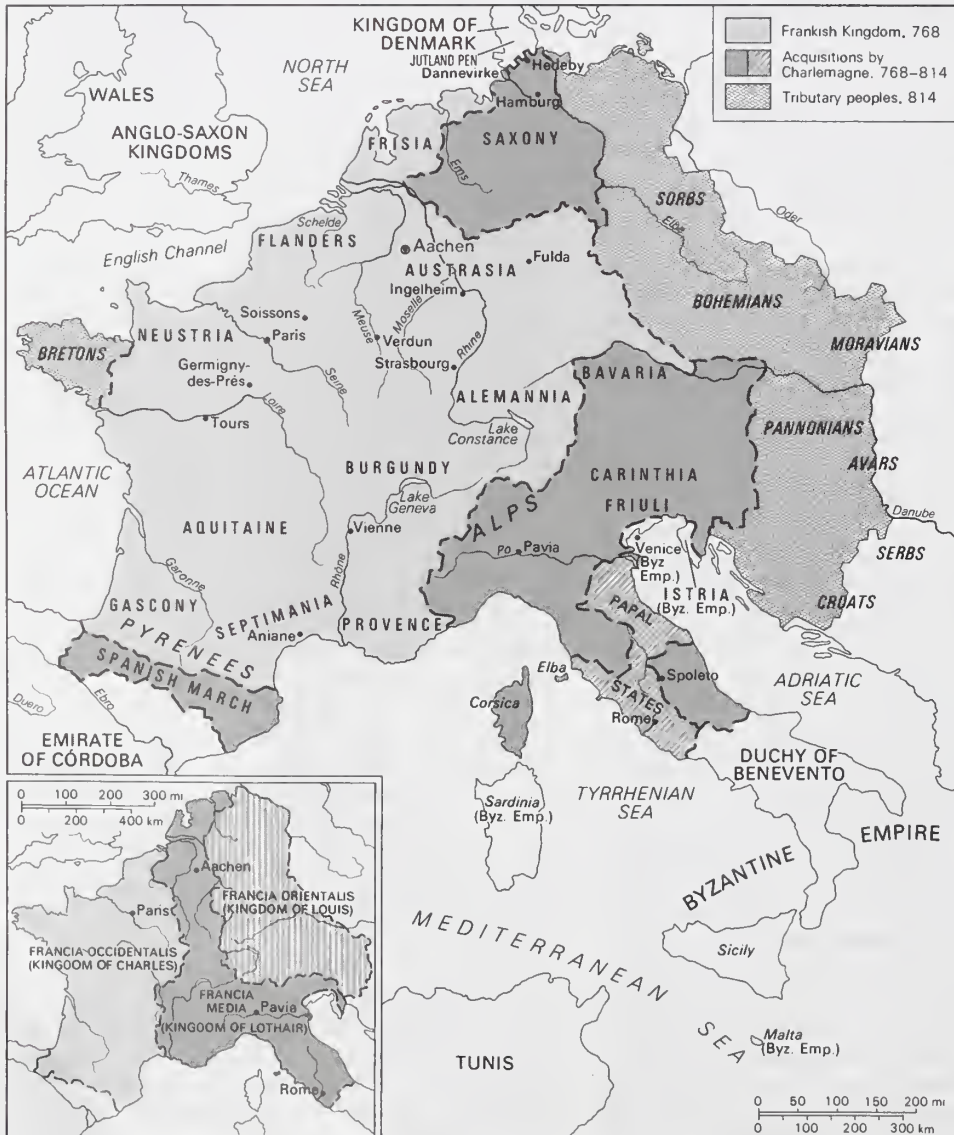 KINGDOM OF
DENMARK
JUTLAND PEN
Dannevirke
Hedeby
Hamburg
Frankish Kingdom, 768
Acquisitions by
Charlemagne, 768–814
Tributary peoples, 814
NORTH
SEA
WALES
ANGLO-SAXON
KINGDOMS
Thames
FRISIA
SAXONY
Ems
SORBS
Elbe
Oder
English Channel
Schelde
FLANDERS
Aachen
AUSTRASIA
Fulda
Ingelheim
BOHEMIANS
MORAVIANS
Soissons
NEUSTRIA
Paris
Meuse
Moselle
Verdun
Strasbourg
Rhine
BRETONS
Germigny-
des-Prés
Seine
Loire
Tours
ALEMANNIA
BAVARIA
Lake
Constance
PANNONIANS
AVARS
ATLANTIC
OCEAN
BURGUNDY
Lake
Geneva
CARINTHIA
FRIULI
ALPS
Danube
AQUITAINE
Vienne
Po
Pavia
Venice
(Byz
Emp.)
ISTRIA
(Byz. Emp.)
SERBS
CROATS
Garonne
Rhône
GASCONY
SEPTIMANIA
PROVENCE
PAPAL
STATES
PYRENEES
Aniane
SPANISH MARCH
Elba
Spoleto
ADRIATIC
SEA
Duero
Ebro
Corsica
Rome
EMIRATE
OF CÓRDOBA
DUCHY OF
BENEVENTO
Sardinia
(Byz. Emp.)
TYRRHENIAN
SEA
BYZANTINE
EMPIRE
MEDITERRANEAN
SEA
Sicily
Malta
(Byz. Emp.)
TUNIS
0 50 100 150 200 mi
0 100 200 300 km
0 100 200 300 mi
0 200 400 km
Aachen
Paris
FRANCIA ORIENTALIS
(KINGDOM OF LOUIS)
FRANCIA OCCIDENTALIS
(KINGDOM OF CHARLES)
FRANCIA
MEDIA
Pavia
(KINGDOM OF LOTHAIR)
Rome